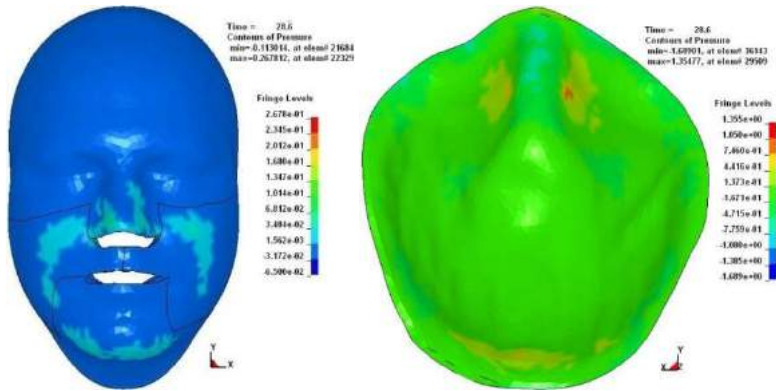 Time = 28.6
Contours of Pressure
min=-0.113014, at elem# 21684
max=0.267812, at elem# 22329
Fringe Levels
2.678e-01
2.345e-01
2.012e-01
1.680e-01
1.347e-01
1.014e-01
6.812e-02
3.484e-02
1.562e-03
-3.172e-02
-6.500e-02
Y
X
Time = 28.6
Contours of Pressure
min=-1.68901, at elem# 36143
max=1.35477, at elem# 29509
Fringe Levels
1.355e+00
1.050e+00
7.460e-01
4.416e-01
1.373e-01
-1.671e-01
-4.715e-01
-7.759e-01
-1.080e+00
-1.385e+00
-1.689e+00
Y
X
Z